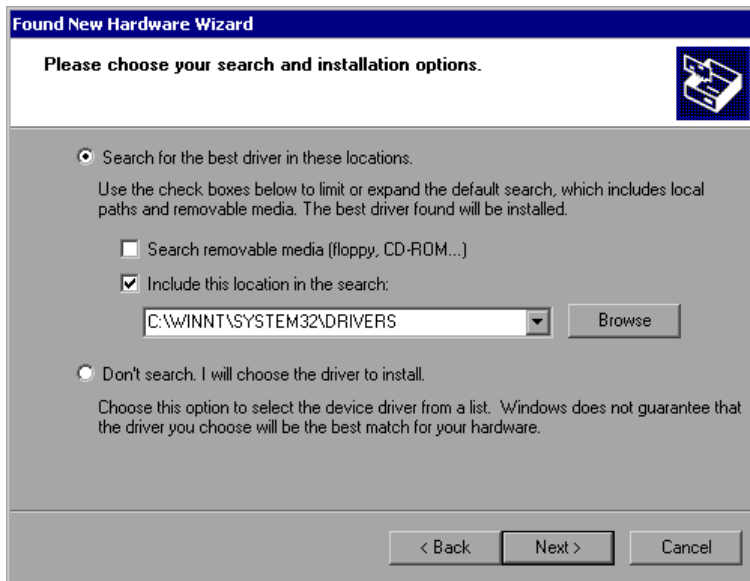 Found New Hardware Wizard
Please choose your search and installation options.
Search for the best driver in these locations.
Use the check boxes below to limit or expand the default search, which includes local
paths and removable media. The best driver found will be installed.
Search removable media (floppy, CD-ROM...)
Include this location in the search:
C:\WINNT\SYSTEM32\DRIVERS
Browse
Don't search. I will choose the driver to install.
Choose this option to select the device driver from a list.  Windows does not guarantee that
the driver you choose will be the best match for your hardware.
< Back
Next >
Cancel